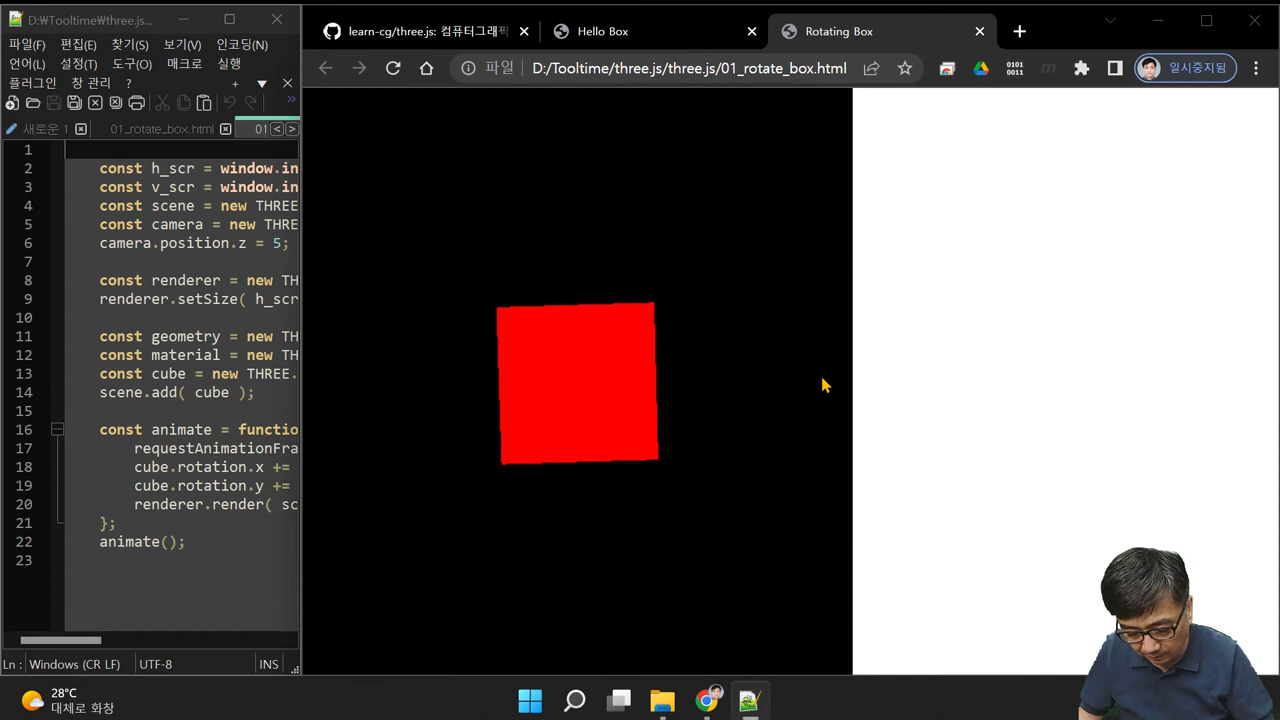 D:₩Tooltime₩three.js...
파일(F) 편집(E) 찾기(S) 보기(V) 인코딩(N)
언어(L) 설정(T) 도구(O) 매크로 실행
플러그인 창 관리 ?
새로운 1 01_rotate_box.html 01
1
2 const h_scr = window.in
3 const v_scr = window.in
4 const scene = new THREE
5 const camera = new THRE
6 camera.position.z = 5;
7
8 const renderer = new TH
9 renderer.setSize( h_scr
10
11 const geometry = new TH
12 const material = new TH
13 const cube = new THREE.
14 scene.add( cube );
15
16 const animate = functio
17 requestAnimationFra
18 cube.rotation.x +=
19 cube.rotation.y +=
20 renderer.render( sc
21 };
22 animate();
23
Ln : Windows (CR LF) UTF-8 INS
learn-cg/three.js: 컴퓨터그래픽
Hello Box
Rotating Box
파일 D:/Tooltime/three.js/three.js/01_rotate_box.html
0101
0011
일시중지됨
28°C
대체로 화창